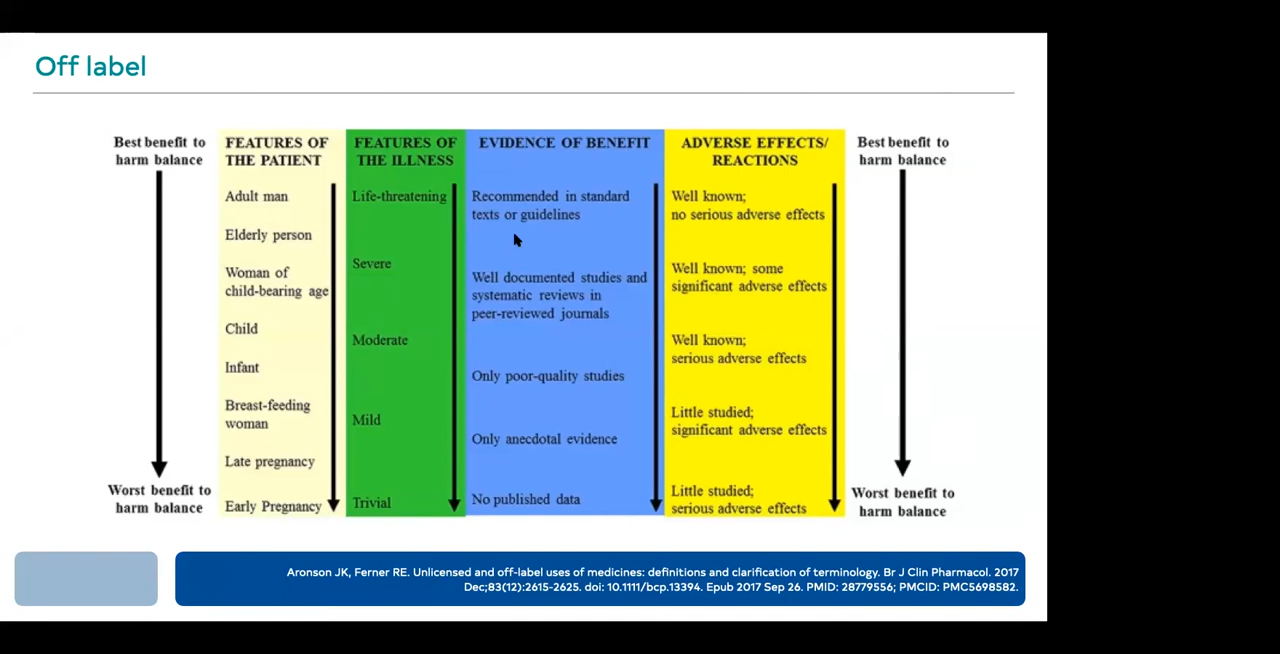 Off label
Best benefit to
harm balance
Worst benefit to
harm balance
FEATURES OF
THE PATIENT
Adult man
Elderly person
Woman of
child-bearing age
Child
Infant
Breast-feeding
woman
Late pregnancy
Early Pregnancy
FEATURES OF
THE ILLNESS
Life-threatening
Severe
Moderate
Mild
Trivial
EVIDENCE OF BENEFIT
Recommended in standard
texts or guidelines
Well documented studies and
systematic reviews in
peer-reviewed journals
Only poor-quality studies
Only anecdotal evidence
No published data
ADVERSE EFFECTS/
REACTIONS
Well known;
no serious adverse effects
Well known; some
significant adverse effects
Well known;
serious adverse effects
Little studied;
significant adverse effects
Little studied;
serious adverse effects
Best benefit to
harm balance
Worst benefit to
harm balance
Aronson JK, Ferner RE. Unlicensed and off-label uses of medicines: definitions and clarification of terminology. Br J Clin Pharmacol. 2017
Dec;83(12):2615-2625. doi: 10.1111/bcp.13394. Epub 2017 Sep 26. PMID: 28779556; PMCID: PMC5698582.